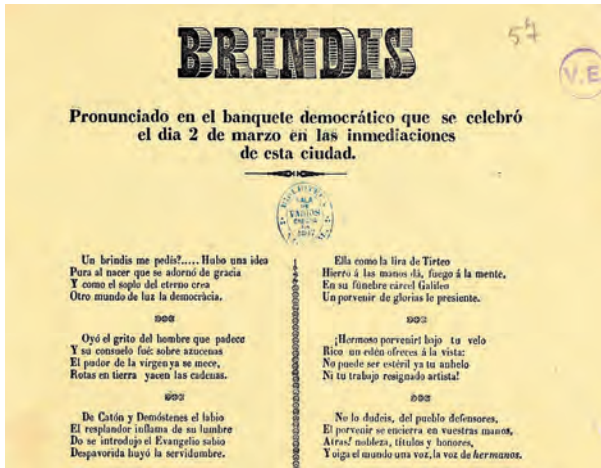 BRINDIS
57
V.E
Pronunciado en el banquete democrático que se celebró
el dia 2 de marzo en las inmediaciones
de esta ciudad.
BIBLIOTECA
SALA
DE
VARIOS
Un brindis me pedis?..... Hubo una idea
Pura al nacer que se adornó de gracia
Y como el soplo del eterno crea
Otro mundo de luz la democràcia.
Oyó el grito del hombre que padece
Y su consuelo fué: sobre azucenas
El pudor de la vírgen ya se mece,
Rotas en tierra yacen las cadenas.
De Catón y Demóstenes el labio
El resplandor inflama de su lumbre
Do se introdujo el Evangelio sabio
Despavorida huyó la servidumbre.
Ella como la lira de Tirteo
Hierro á las manos dá, fuego á la mente,
En su fúnebre cárcel Galileo
Un porvenir de glorias le presiente.
¡Hermoso porvenir! bajo tu velo
Rico un edén ofreces á la vista:
No puede ser estéril ya tu anhelo
Ni tu trabajo resignado artista!
No lo dudeis, del pueblo defensores,
El porvenir se encierra en vuestras manos,
Atras! nobleza, títulos y honores,
Y oiga el mundo una voz, la voz de hermanos.